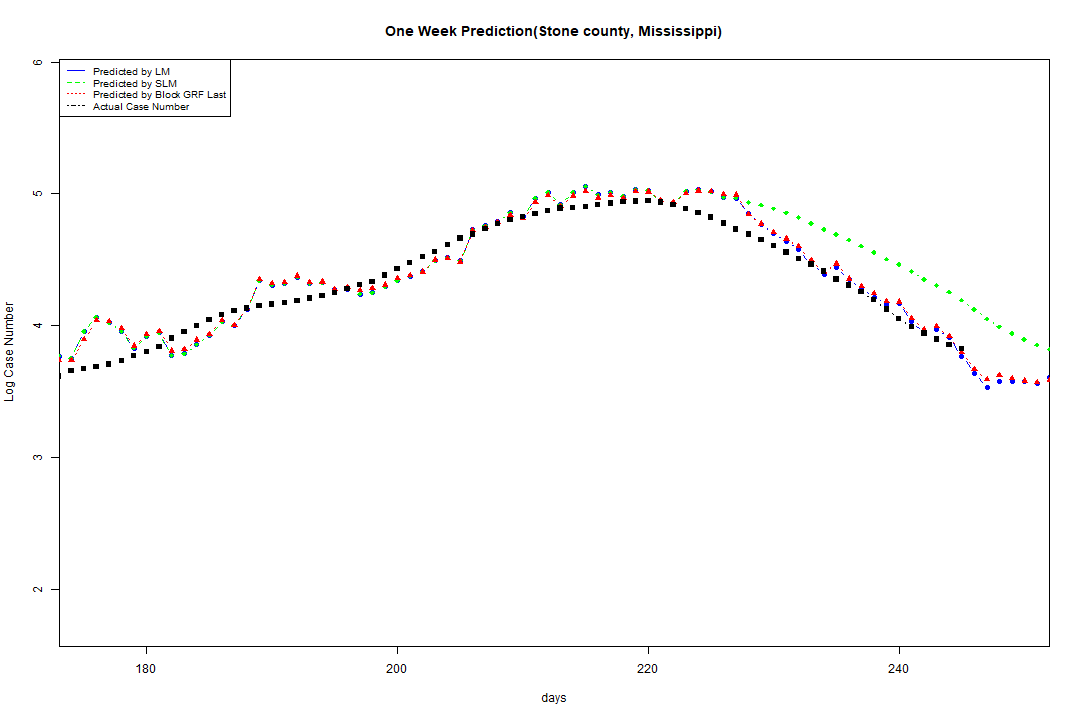 One Week Prediction(Stone county, Mississippi)
Predicted by LM
Predicted by SLM
Predicted by Block GRF Last
Actual Case Number
6
5
4
3
2
Log Case Number
180 200 220 240
days